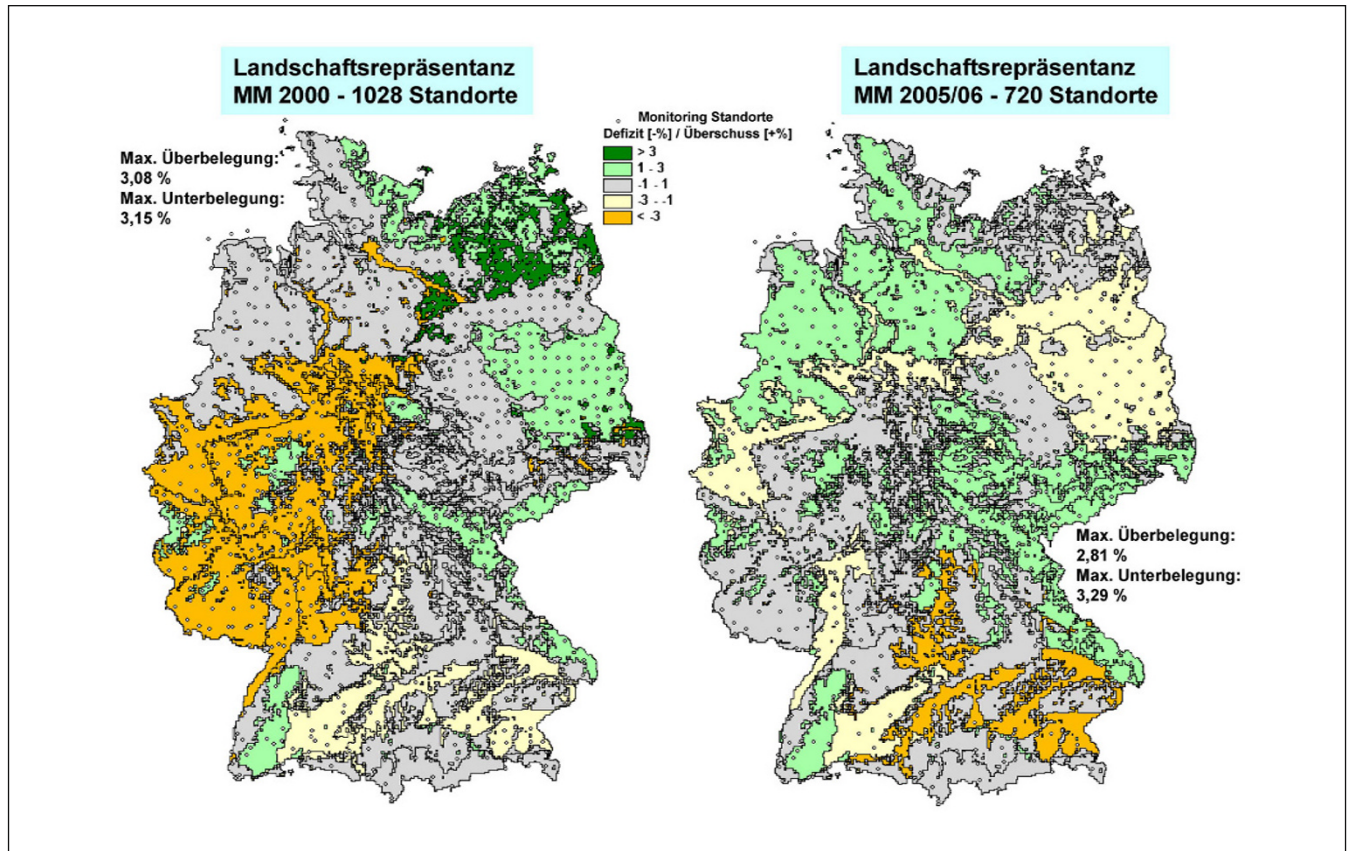 Landschaftsrepräsentanz
MM 2000 - 1028 Standorte
Landschaftsrepräsentanz
MM 2005/06 - 720 Standorte
Max. Überbelegung:
3,08 %
Max. Unterbelegung:
3,15 %
Monitoring Standorte
Defizit [-%] / Überschuss [+%]
> 3
1 - 3
-1 - 1
-3 - -1
< -3
Max. Überbelegung:
2,81 %
Max. Unterbelegung:
3,29 %